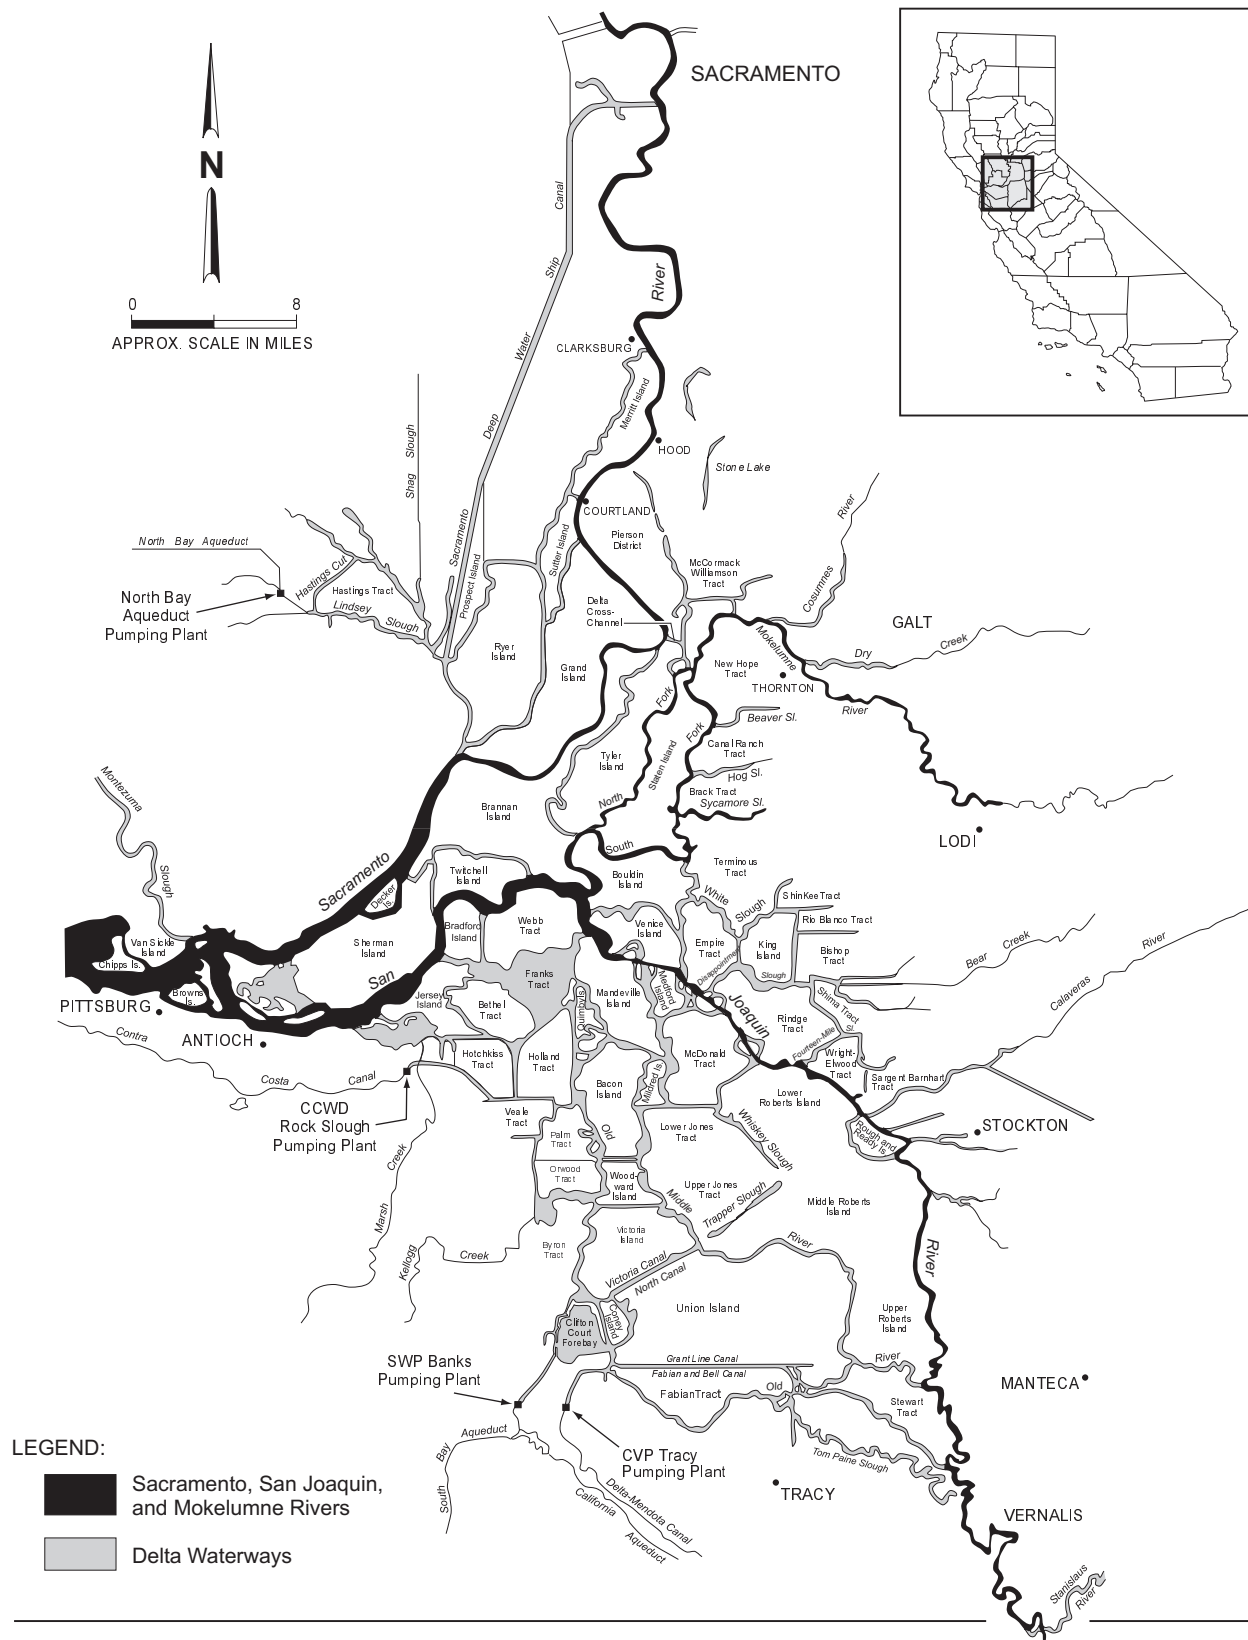 SACRAMENTO
N
0 8
APPROX. SCALE IN MILES
Canal
Ship
Water
Deep
Sacramento
River
CLARKSBURG
Merritt Island
HOOD
Stone Lake
Shag Slough
COURTLAND
Pierson
District
Sutter Island
River
Cosumnes
North Bay Aqueduct
Hastings Cut
Hastings Tract
Lindsey
Slough
Prospect Island
McCormack
Williamson
Tract
North Bay
Aqueduct
Pumping Plant
Delta
Cross-
Channel
GALT
Mokelumne
Dry
Creek
Ryer
Island
Grand
Island
New Hope
Tract
THORNTON
River
Fork
Fork
Beaver Sl.
Canal Ranch
Tract
Hog Sl.
Tyler
Island
Staten Island
Brack Tract
Sycamore Sl.
North
Montezuma
Slough
Brannan
Island
LODI
South
Terminous
Tract
Sacramento
Decker
Is.
Twitchell
Island
Bouldin
Island
White
Slough
ShinKee Tract
Rio Blanco Tract
Bradford
Island
Webb
Tract
Venice
Island
Empire
Tract
King
Island
Bishop
Tract
Van Sickle
Island
Chipps Is.
Sherman
Island
Disappointment
Slough
Bear Creek
River
Calaveras
San
Franks
Tract
Browns
Is.
Jersey
Island
Bethel
Tract
Quimby Is.
Mandeville
Island
Medford
Island
Joaquin
Shima Tract
Sl.
PITTSBURG
Rindge
Tract
ANTIOCH
Contra
Costa
Canal
Fourteen-Mile
Hotchkiss
Tract
Holland
Tract
Bacon
Island
Mildred Is.
McDonald
Tract
Wright-
Elwood
Tract
Sargent Barnhart
Tract
Lower
Roberts Island
CCWD
Rock Slough
Pumping Plant
Veale
Tract
Palm
Tract
Old
Lower Jones
Tract
Whiskey Slough
Rough and
Ready Is.
STOCKTON
Creek
Marsh
Orwood
Tract
Wood-
ward
Island
Upper Jones
Tract
Middle
Trapper Slough
Middle Roberts
Island
Kellogg
Creek
Byron
Tract
Victoria
Island
River
River
Victoria Canal
North Canal
Union Island
Clifton
Court
Forebay
Coney
Island
Upper
Roberts
Island
SWP Banks
Pumping Plant
Grant Line Canal
Fabian and Bell Canal
River
Fabian Tract
Old
MANTECA
Stewart
Tract
LEGEND:
South
Bay
Aqueduct
CVP Tracy
Pumping Plant
Tom Paine Slough
Sacramento, San Joaquin,
and Mokelumne Rivers
Delta-Mendota Canal
California
Aqueduct
TRACY
VERNALIS
Delta Waterways
Stanislaus
River